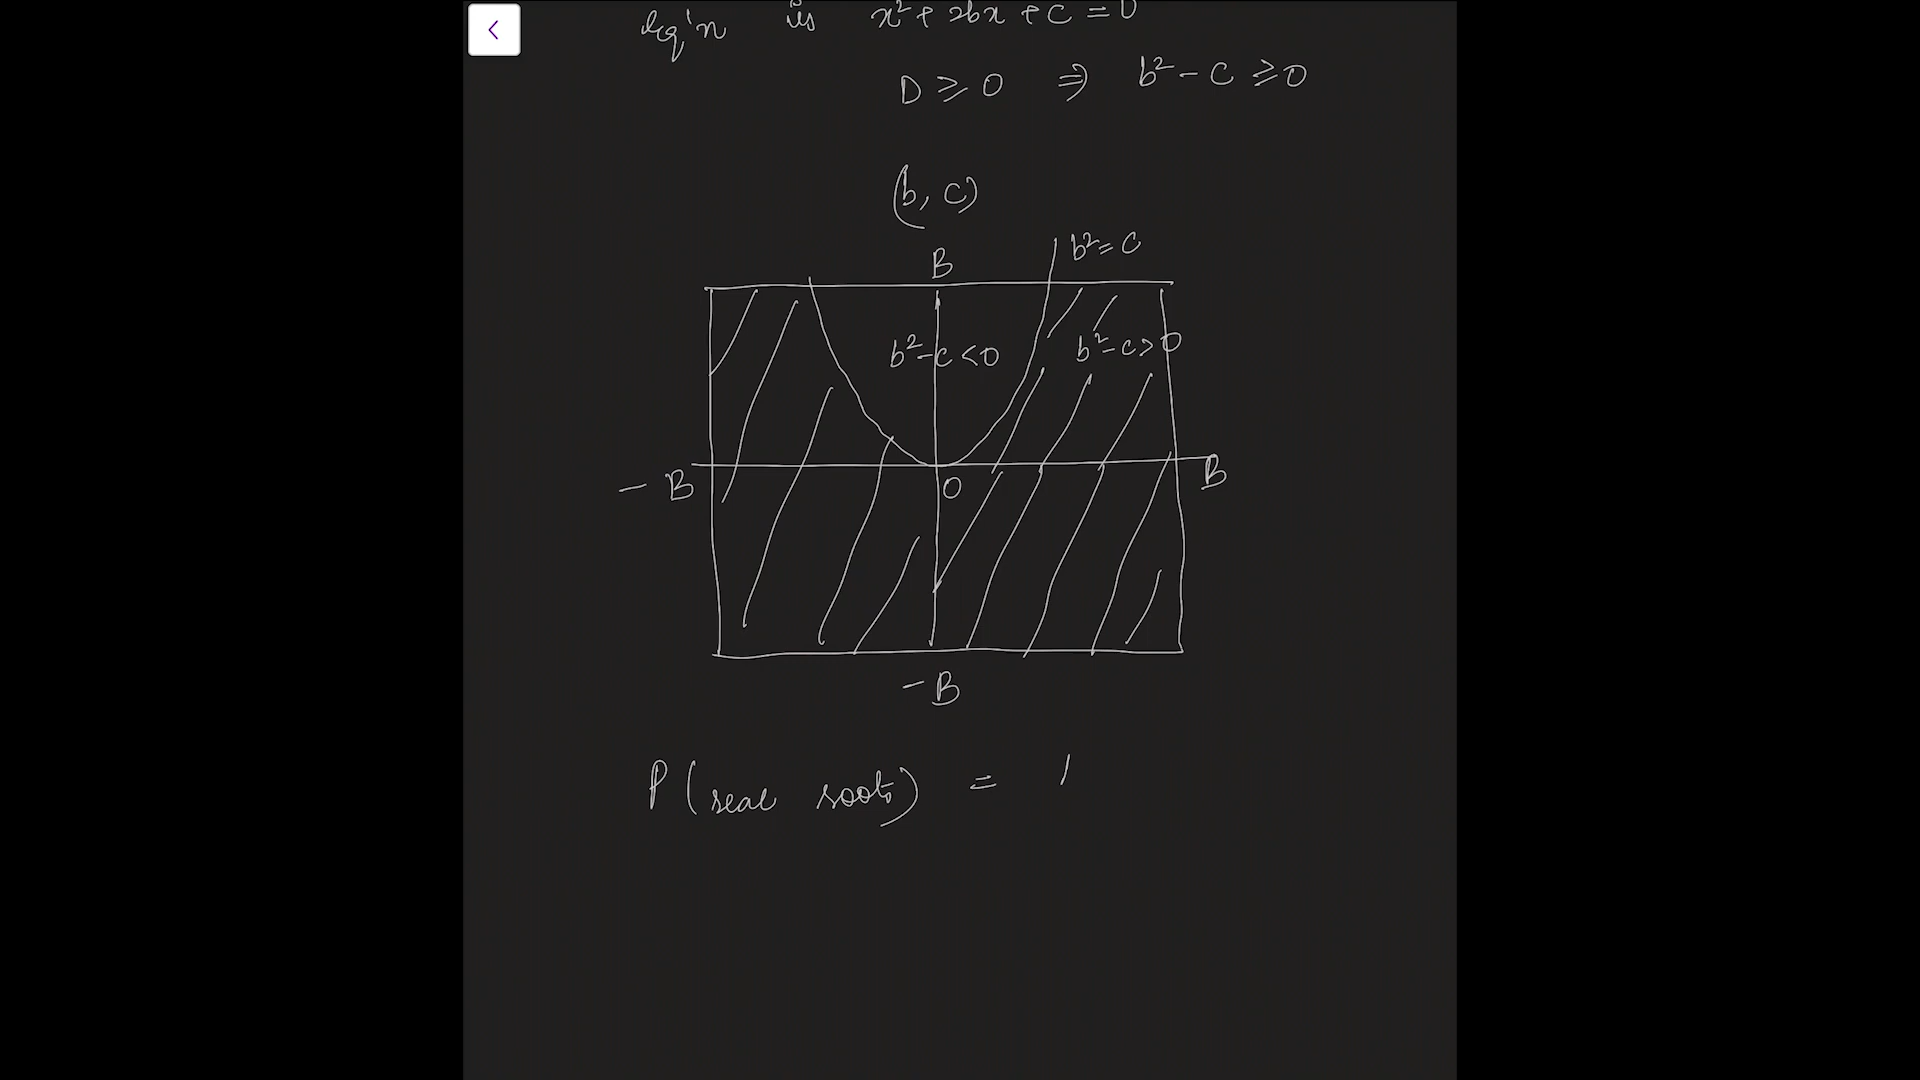 eq'n is x²+ 2bx + C = 0
D ⩾ 0 ⇒ b² - C ⩾ 0
(b, C)
B b² = C
b²-c<0 b²-c>0
- B O B
- B
P(real roots) = 1